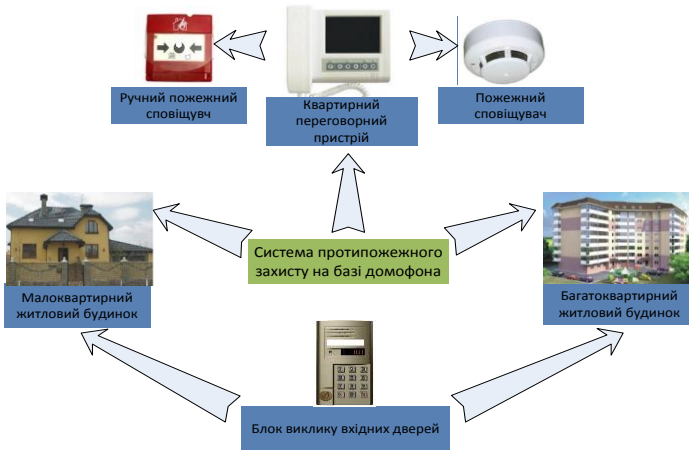 Ручний пожежний
сповіщувч
Квартирний
переговорний
пристрій
Пожежний
сповіщувач
Система протипожежного
захисту на базі домофона
Малоквартирний
житловий будинок
Багатоквартирний
житловий будинок
Блок виклику вхідних дверей